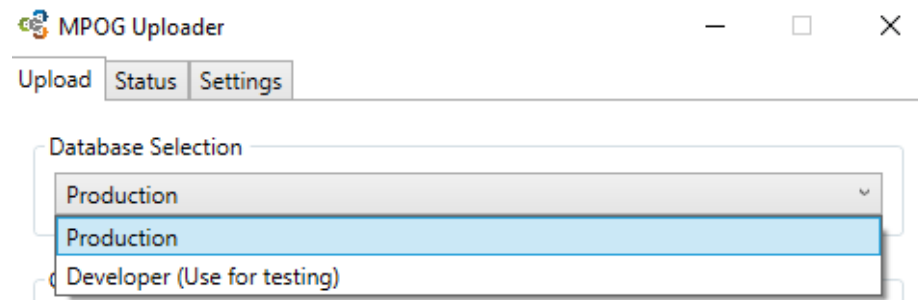 MPOG Uploader
Upload Status Settings
Database Selection
Production
Production
Developer (Use for testing)